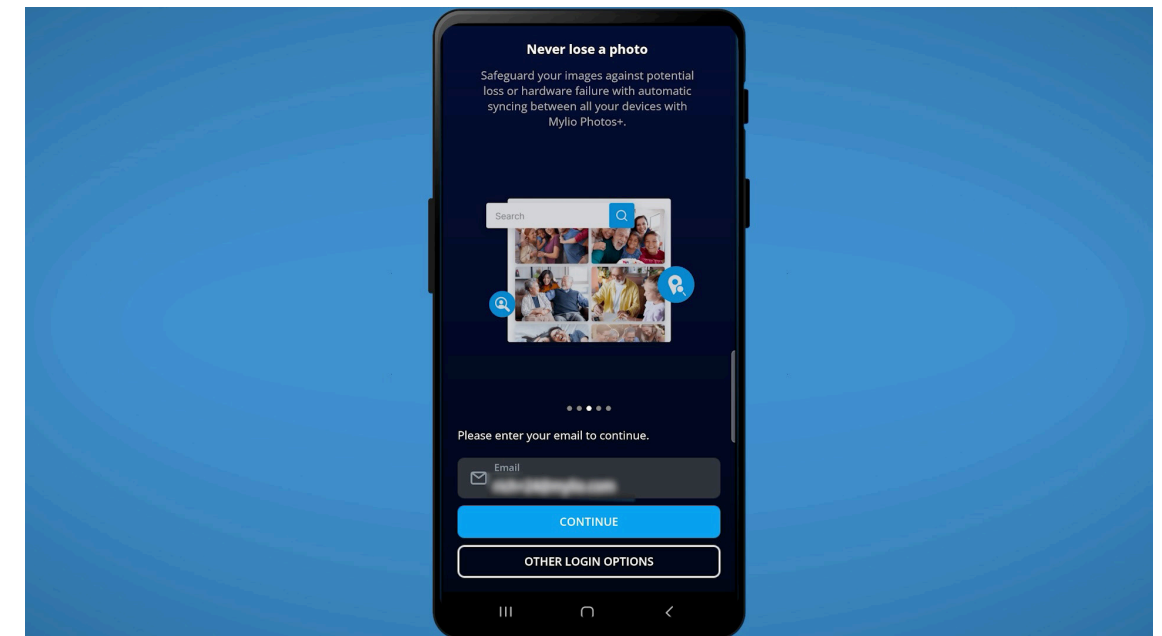 Never lose a photo
Safeguard your images against potential
loss or hardware failure with automatic
syncing between all your devices with
Mylio Photos+.
Search
Please enter your email to continue.
Email
CONTINUE
OTHER LOGIN OPTIONS